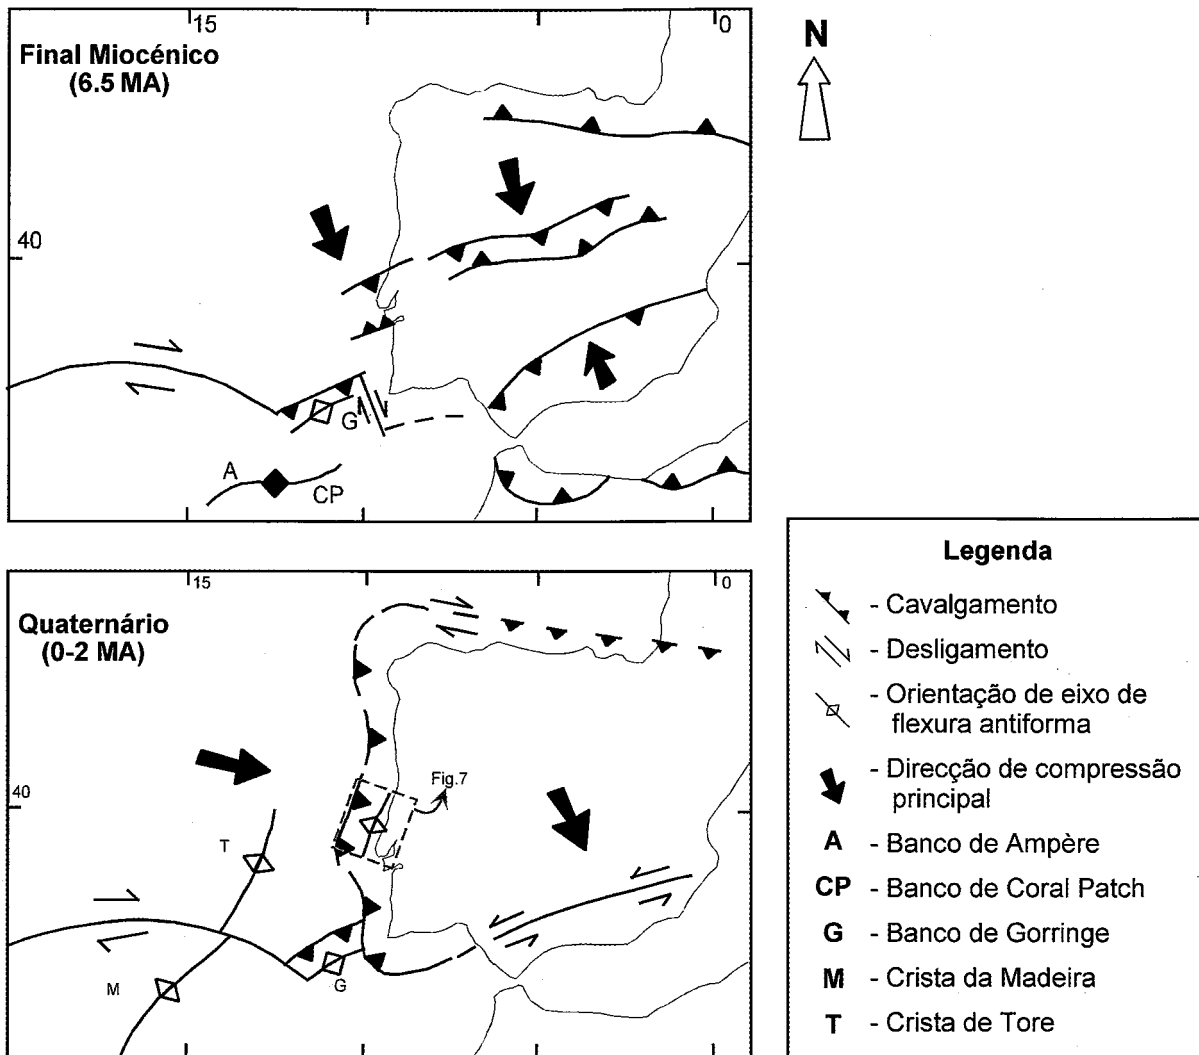 15
0
Final Miocénico
(6.5 MA)
N
40
G
A
CP
15
0
Quaternário
(0-2 MA)
Fig.7
40
T
M
G
Legenda
- Cavalgamento
- Desligamento
- Orientação de eixo de
flexura antiforma
- Direcção de compressão
principal
A - Banco de Ampère
CP - Banco de Coral Patch
G - Banco de Gorringe
M - Crista da Madeira
T - Crista de Tore